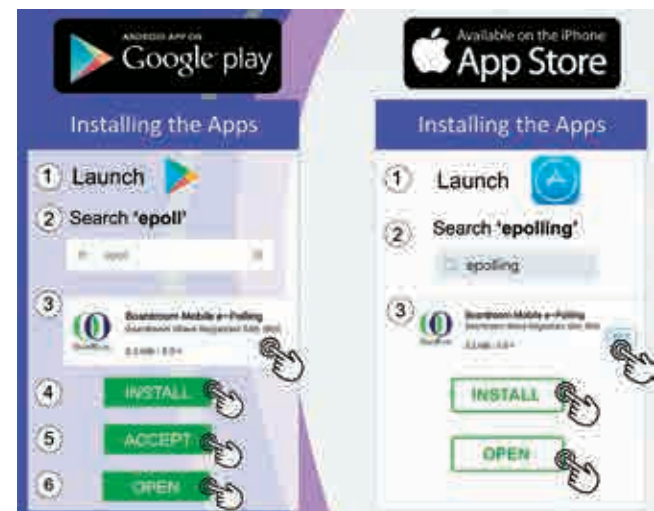 ANDROID APP ON
Google play
Installing the Apps
1 Launch
2 Search 'epoll'
epoll
3
Boardroom Mobile e-Polling
4 INSTALL
5 ACCEPT
6 OPEN
Available on the iPhone
App Store
Installing the Apps
1 Launch
2 Search 'epolling'
epolling
3
Boardroom Mobile e-Polling
INSTALL
OPEN